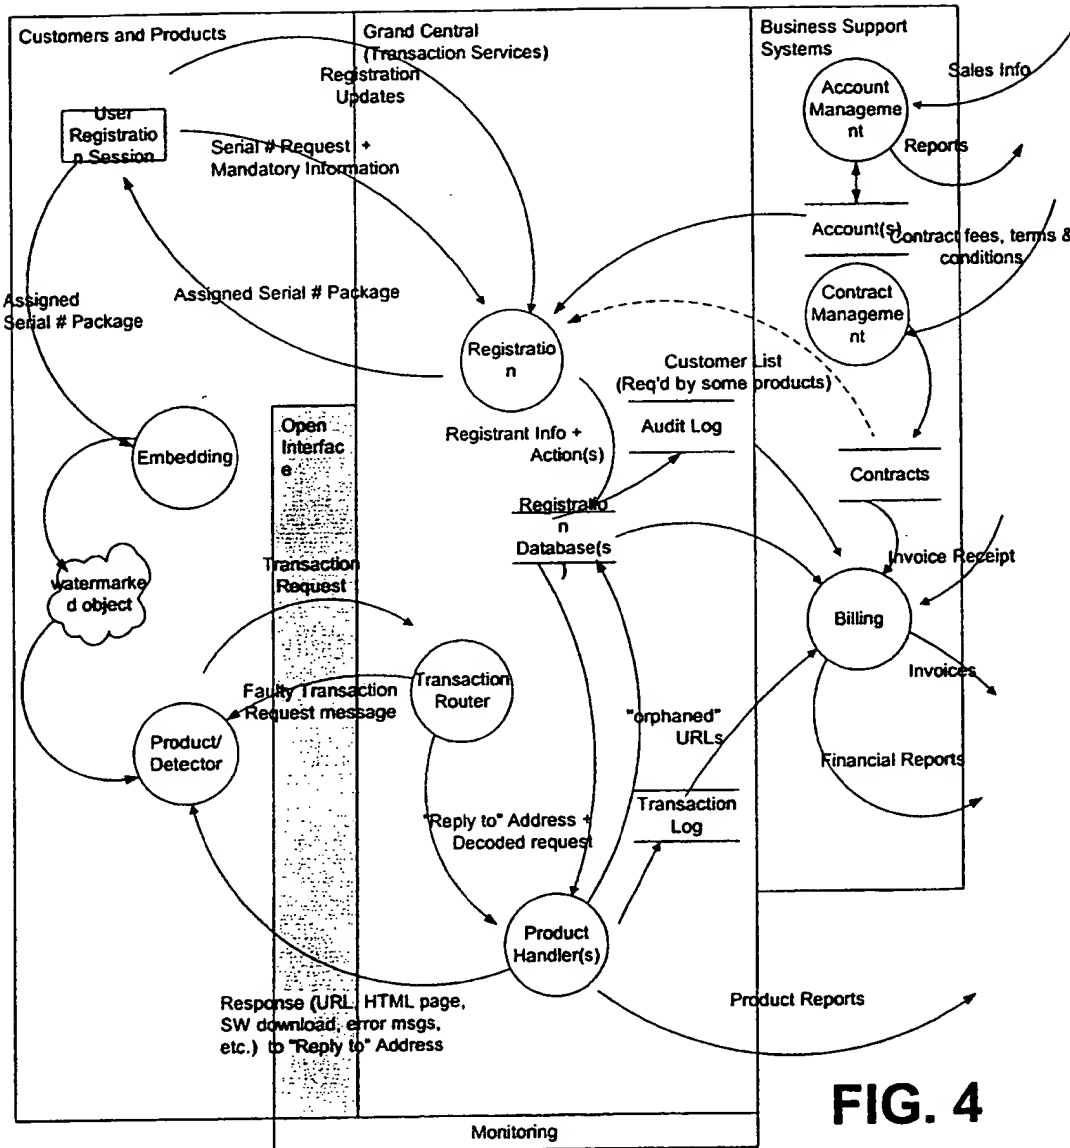 Customers and Products
Grand Central
(Transaction Services)
Business Support
Systems
Registration
Updates
User
Registratio
n Session
Serial # Request +
Mandatory Information
Account
Manageme
nt
Sales Info
Reports
Account(s)
Contract fees, terms &
conditions
Assigned
Serial # Package
Assigned Serial # Package
Registratio
n
Contract
Manageme
nt
Customer List
(Req'd by some products)
Open
Interfac
e
Embedding
Registrant Info +
Action(s)
Audit Log
Contracts
Registratio
n
Database(s
)
watermarke
d object
Transaction
Request
Invoice Receipt
Billing
Invoices
Faulty Transaction
Request message
Transaction
Router
Product/
Detector
"orphaned"
URLs
Financial Reports
"Reply to" Address +
Decoded request
Transaction
Log
Product
Handler(s)
Response (URL, HTML page,
SW download, error msgs,
etc.) to "Reply to" Address
Product Reports
FIG. 4
Monitoring